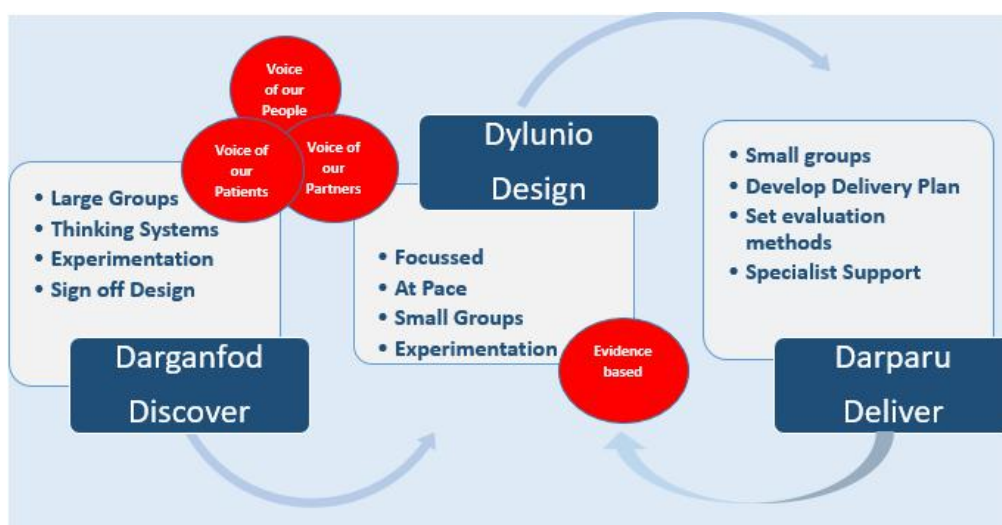 Voice
of our
People
Voice of
our
Patients
Voice of
our
Partners
• Large Groups
• Thinking Systems
• Experimentation
• Sign off Design
Darganfod
Discover
Dylunio
Design
• Focussed
• At Pace
• Small Groups
• Experimentation
Evidence
based
• Small groups
• Develop Delivery Plan
• Set evaluation
methods
• Specialist Support
Darparu
Deliver